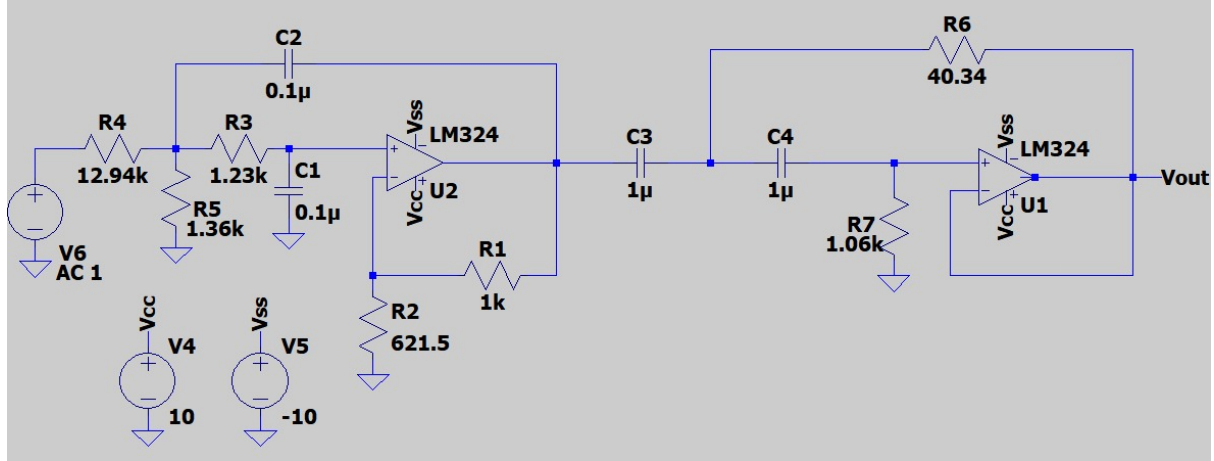 C2
0.1µ
R4
12.94k
R3
1.23k
C1
0.1µ
R5
1.36k
V6
AC 1
Vss
LM324
U2
Vcc
R1
1k
R2
621.5
Vcc
V4
10
Vss
V5
-10
C3
1µ
C4
1µ
R6
40.34
Vss
LM324
U1
Vcc
R7
1.06k
Vout